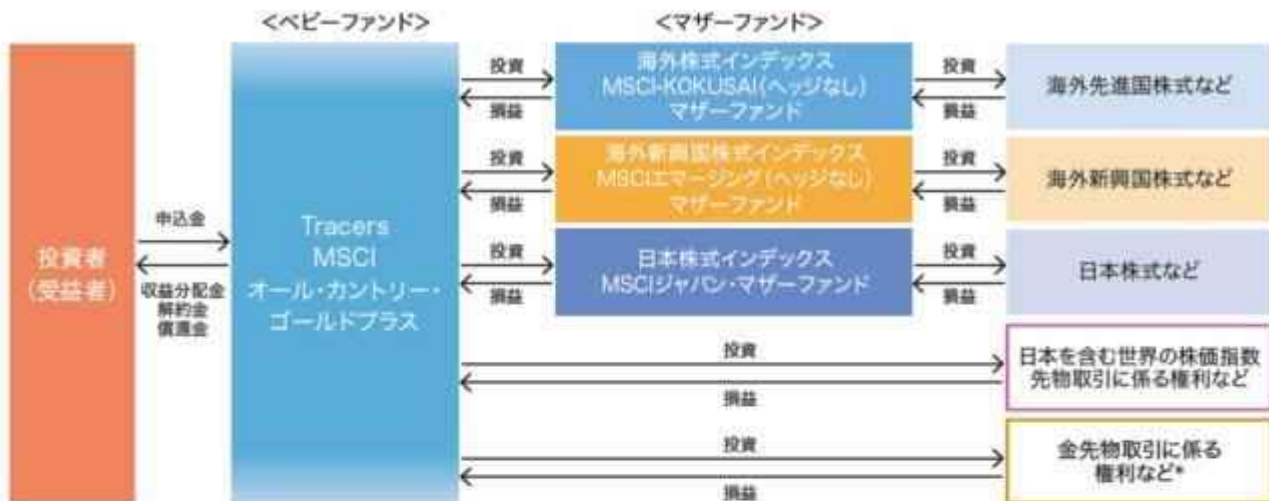 <ベビーファンド>
<マザーファンド>
投資者
(受益者)
申込金
収益分配金
解約金
償還金
Tracers
MSCI
オール・カントリー・
ゴールドプラス
投資
損益
海外株式インデックス
MSCI-KOKUSAI(ヘッジなし)
マザーファンド
投資
損益
海外先進国株式など
投資
損益
海外新興国株式インデックス
MSCIエマージング(ヘッジなし)
マザーファンド
投資
損益
海外新興国株式など
投資
損益
日本株式インデックス
MSCIジャパン・マザーファンド
投資
損益
日本株式など
投資
損益
日本を含む世界の株価指数
先物取引に係る権利など
投資
損益
金先物取引に係る
権利など*